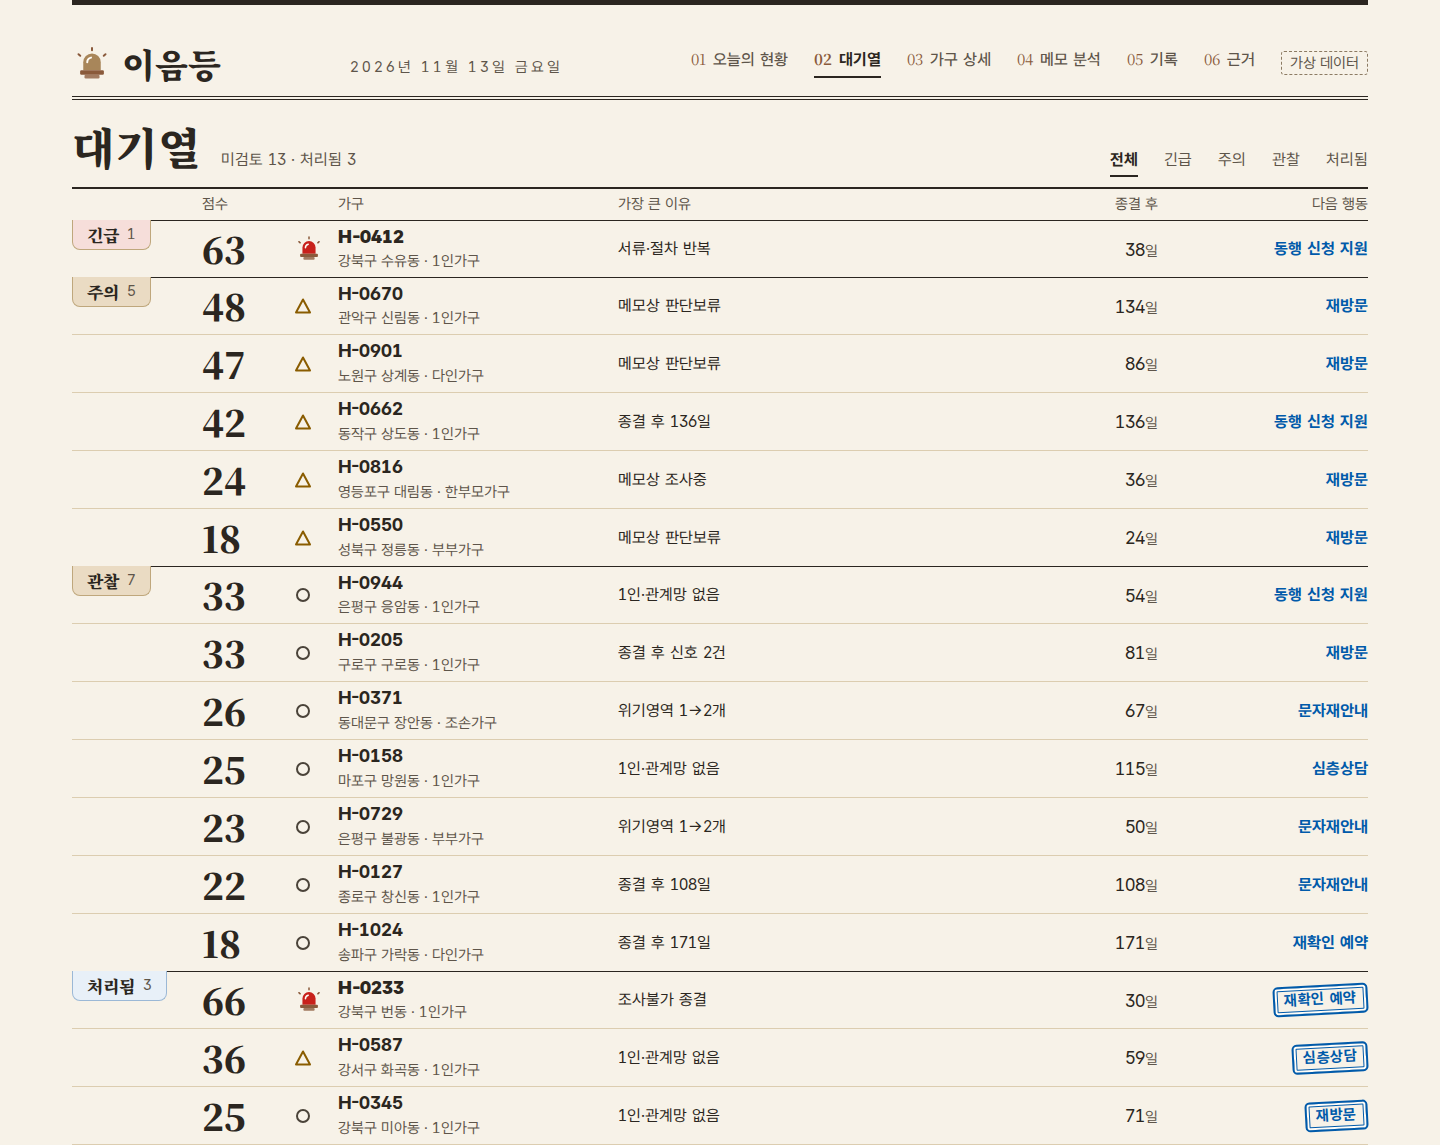 이음등
2026년 11월 13일 금요일
01 오늘의 현황
02 대기열
03 가구 상세
04 메모 분석
05 기록
06 근거
가상 데이터
대기열
미검토 13 · 처리됨 3
전체 긴급 주의 관찰 처리됨
점수 가구 가장 큰 이유 종결 후 다음 행동
긴급 1
63 H-0412 서류·절차 반복 38일 동행 신청 지원
강북구 수유동 · 1인가구
주의 5
48 H-0670 메모상 판단보류 134일 재방문
관악구 신림동 · 1인가구
47 H-0901 메모상 판단보류 86일 재방문
노원구 상계동 · 다인가구
42 H-0662 종결 후 136일 136일 동행 신청 지원
동작구 상도동 · 1인가구
24 H-0816 메모상 조사중 36일 재방문
영등포구 대림동 · 한부모가구
18 H-0550 메모상 판단보류 24일 재방문
성북구 정릉동 · 부부가구
관찰 7
33 H-0944 1인·관계망 없음 54일 동행 신청 지원
은평구 응암동 · 1인가구
33 H-0205 종결 후 신호 2건 81일 재방문
구로구 구로동 · 1인가구
26 H-0371 위기영역 1→2개 67일 문자재안내
동대문구 장안동 · 조손가구
25 H-0158 1인·관계망 없음 115일 심층상담
마포구 망원동 · 1인가구
23 H-0729 위기영역 1→2개 50일 문자재안내
은평구 불광동 · 부부가구
22 H-0127 종결 후 108일 108일 문자재안내
종로구 창신동 · 1인가구
18 H-1024 종결 후 171일 171일 재확인 예약
송파구 가락동 · 다인가구
처리됨 3
66 H-0233 조사불가 종결 30일 재확인 예약
강북구 번동 · 1인가구
36 H-0587 1인·관계망 없음 59일 심층상담
강서구 화곡동 · 1인가구
25 H-0345 1인·관계망 없음 71일 재방문
강북구 미아동 · 1인가구